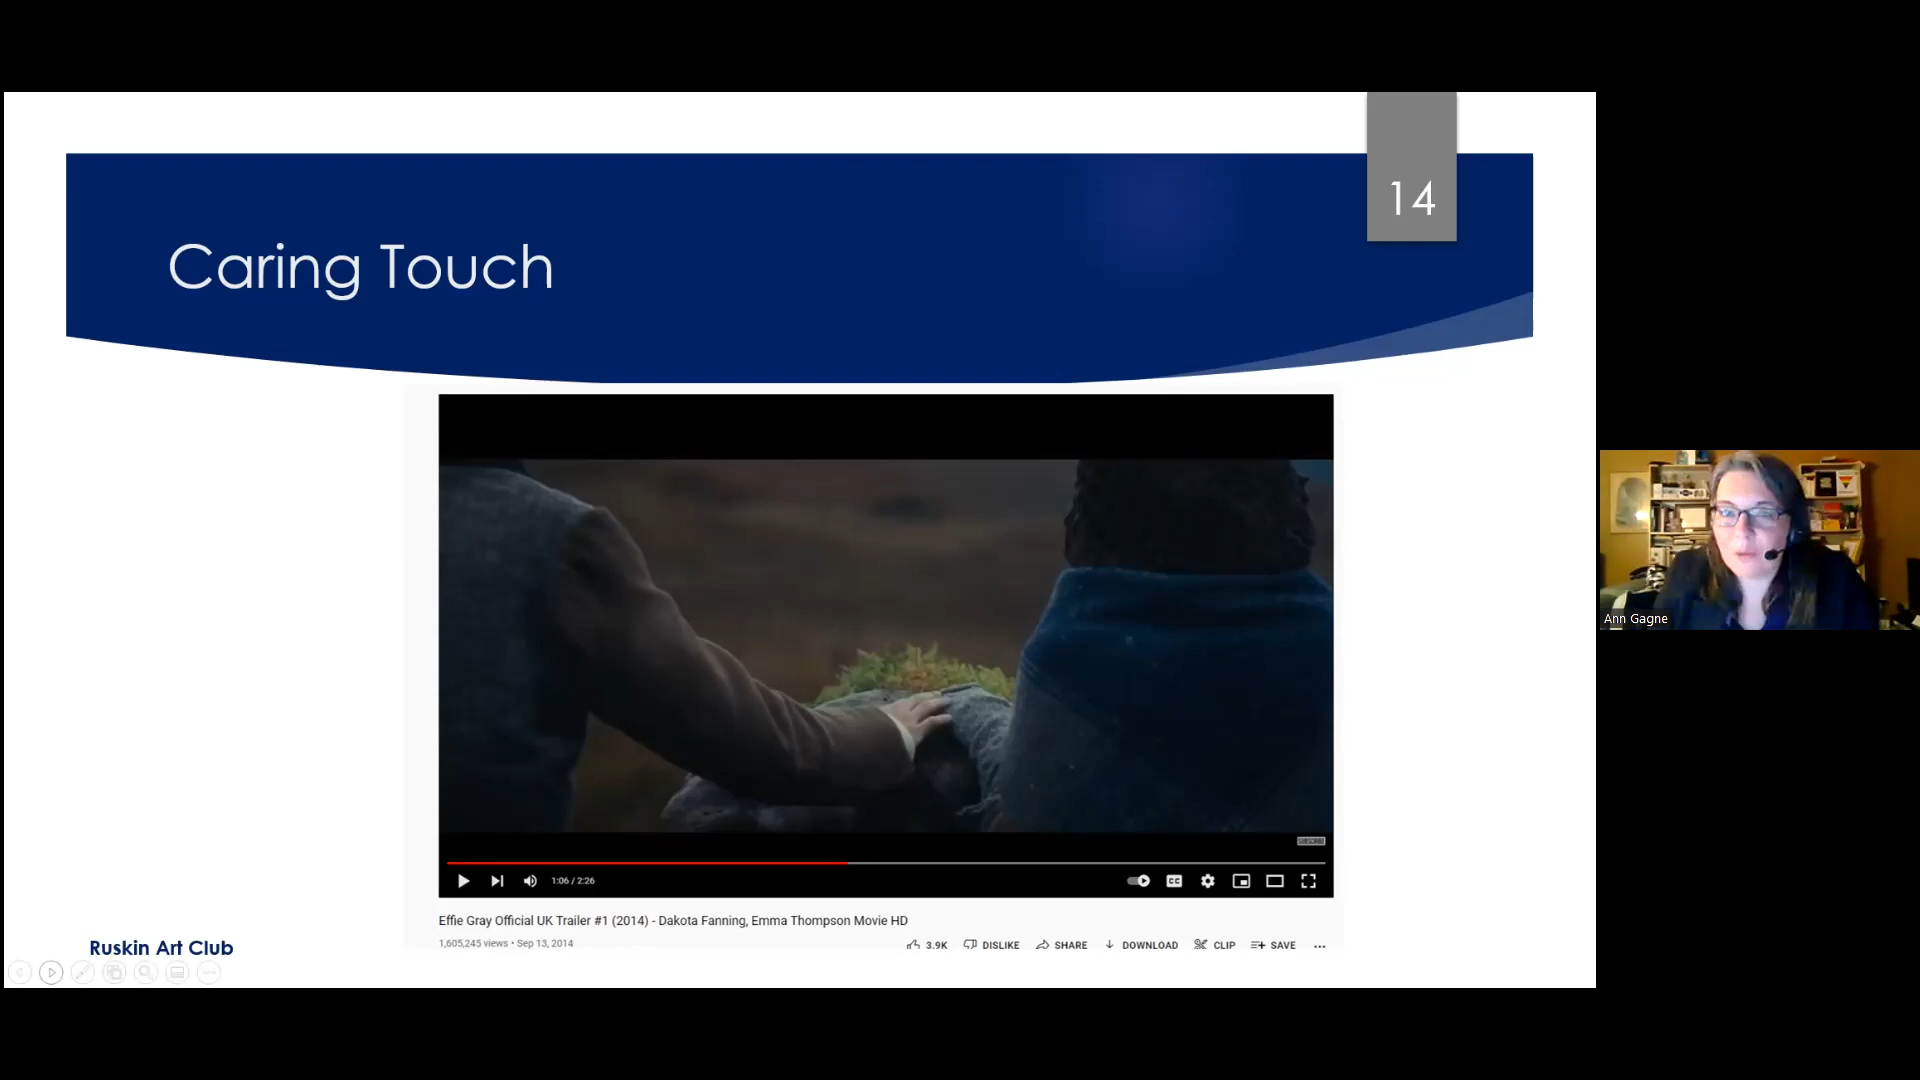 14
Caring Touch
SUBSCRIBE
1:06 / 2:26
CC
Effie Gray Official UK Trailer #1 (2014) - Dakota Fanning, Emma Thompson Movie HD
1,605,245 views • Sep 13, 2014
3.9K DISLIKE SHARE DOWNLOAD CLIP SAVE ...
Ruskin Art Club
Ann Gagne